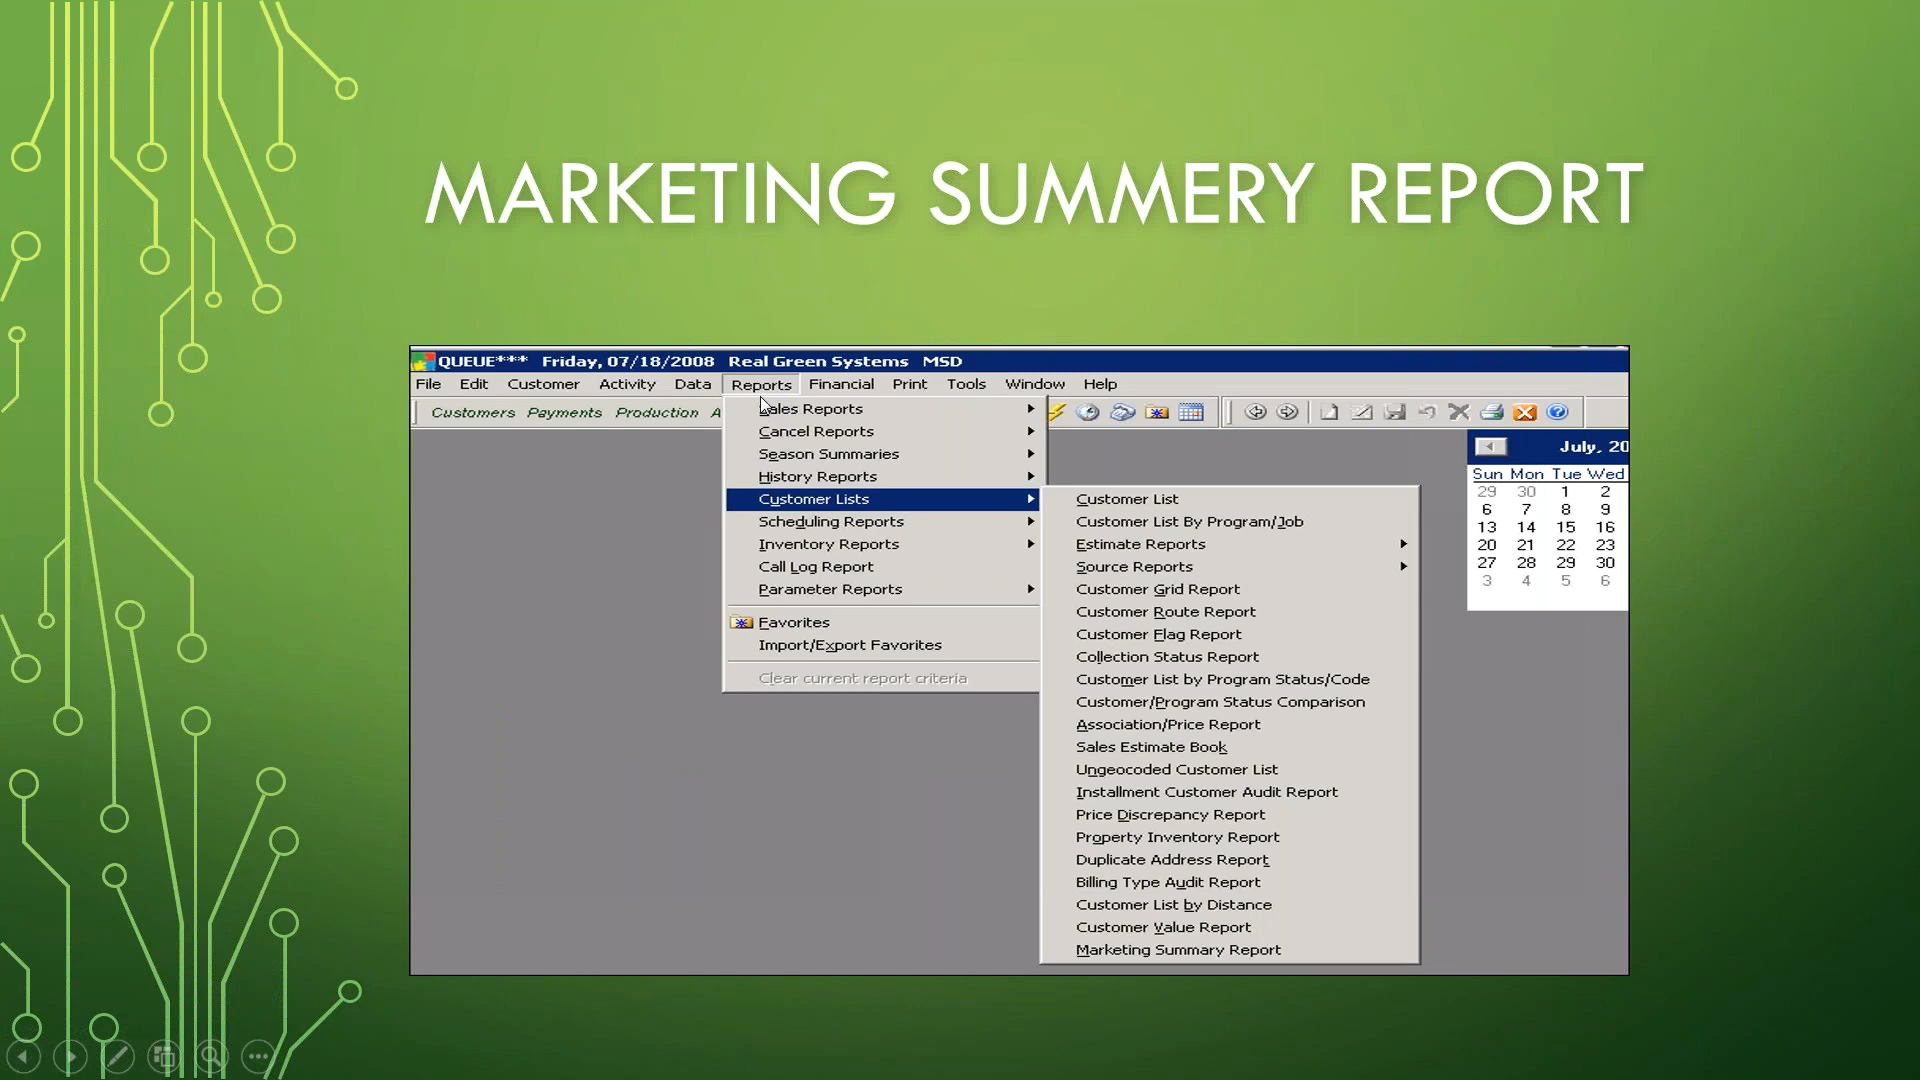 MARKETING SUMMERY REPORT
QUEUE*** Friday, 07/18/2008 Real Green Systems MSD
File Edit Customer Activity Data Reports Financial Print Tools Window Help
Customers Payments Production A
Sales Reports
Cancel Reports
Season Summaries
History Reports
Customer Lists
Scheduling Reports
Inventory Reports
Call Log Report
Parameter Reports
Favorites
Import/Export Favorites
Clear current report criteria
Customer List
Customer List By Program/Job
Estimate Reports
Source Reports
Customer Grid Report
Customer Route Report
Customer Flag Report
Collection Status Report
Customer List by Program Status/Code
Customer/Program Status Comparison
Association/Price Report
Sales Estimate Book
Ungeocoded Customer List
Installment Customer Audit Report
Price Discrepancy Report
Property Inventory Report
Duplicate Address Report
Billing Type Audit Report
Customer List by Distance
Customer Value Report
Marketing Summary Report
July, 20
Sun Mon Tue Wed
29 30 1 2
6 7 8 9
13 14 15 16
20 21 22 23
27 28 29 30
3 4 5 6